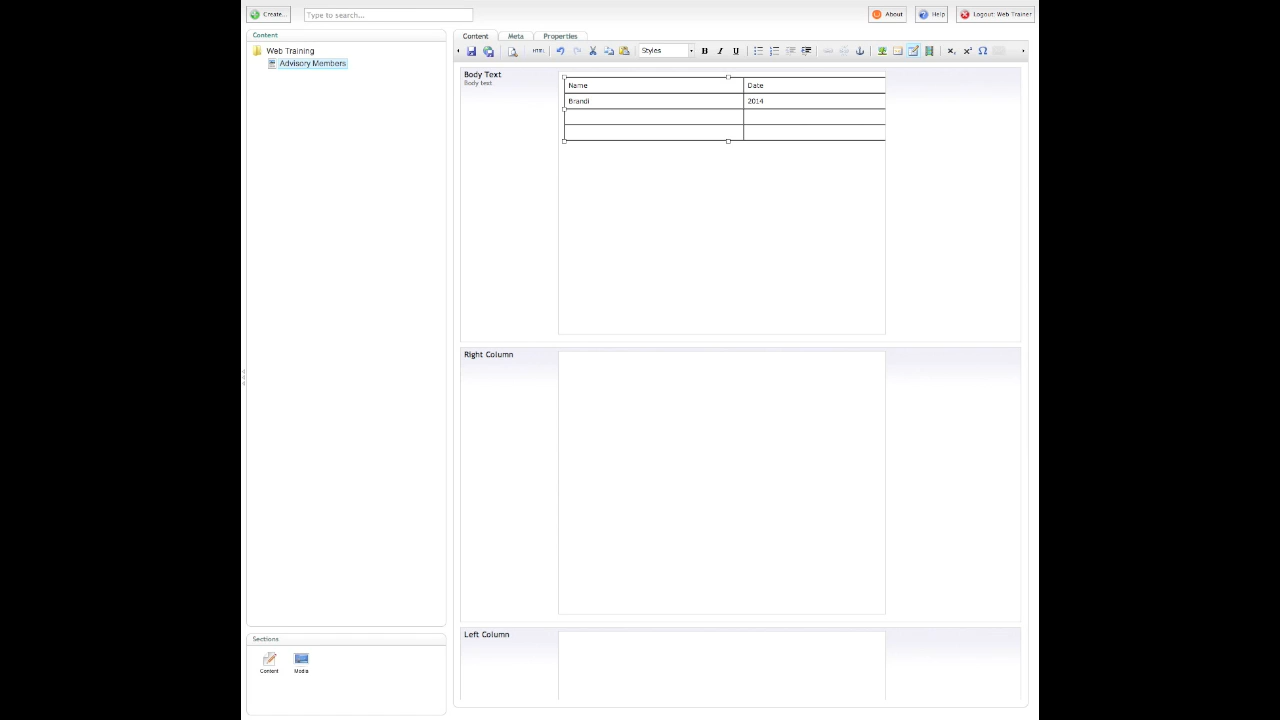 Create...
Type to search...
About
Help
Logout: Web Trainer
Content
Web Training
Advisory Members
Sections
Content
Media
Content Meta Properties
HTML
Styles
B I U
Body Text
Body text
Name Date
Brandi 2014
Right Column
Left Column